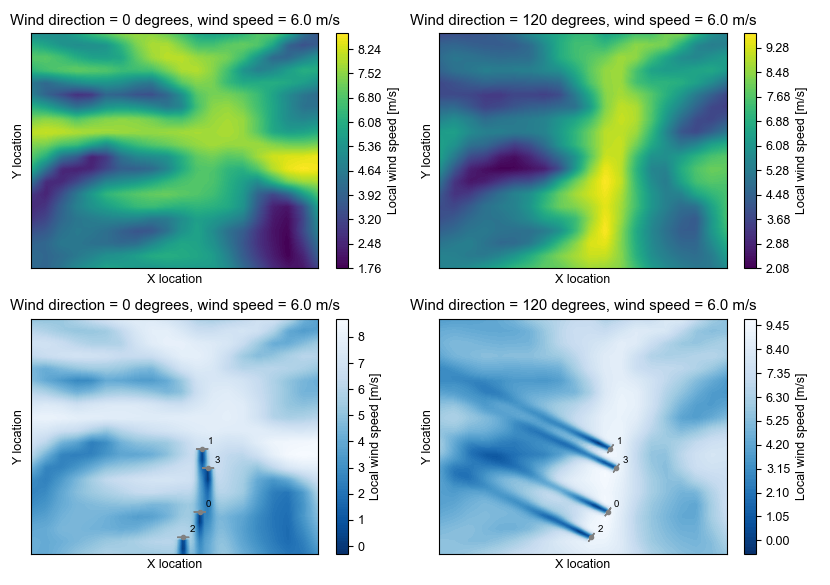 Wind direction = 0 degrees, wind speed = 6.0 m/s
Y location
X location
8.24
7.52
6.80
6.08
5.36
4.64
3.92
3.20
2.48
1.76
Local wind speed [m/s]
Wind direction = 120 degrees, wind speed = 6.0 m/s
Y location
X location
9.28
8.48
7.68
6.88
6.08
5.28
4.48
3.68
2.88
2.08
Local wind speed [m/s]
Wind direction = 0 degrees, wind speed = 6.0 m/s
Y location
1
3
0
2
X location
8
7
6
5
4
3
2
1
0
Local wind speed [m/s]
Wind direction = 120 degrees, wind speed = 6.0 m/s
Y location
1
3
0
2
X location
9.45
8.40
7.35
6.30
5.25
4.20
3.15
2.10
1.05
0.00
Local wind speed [m/s]